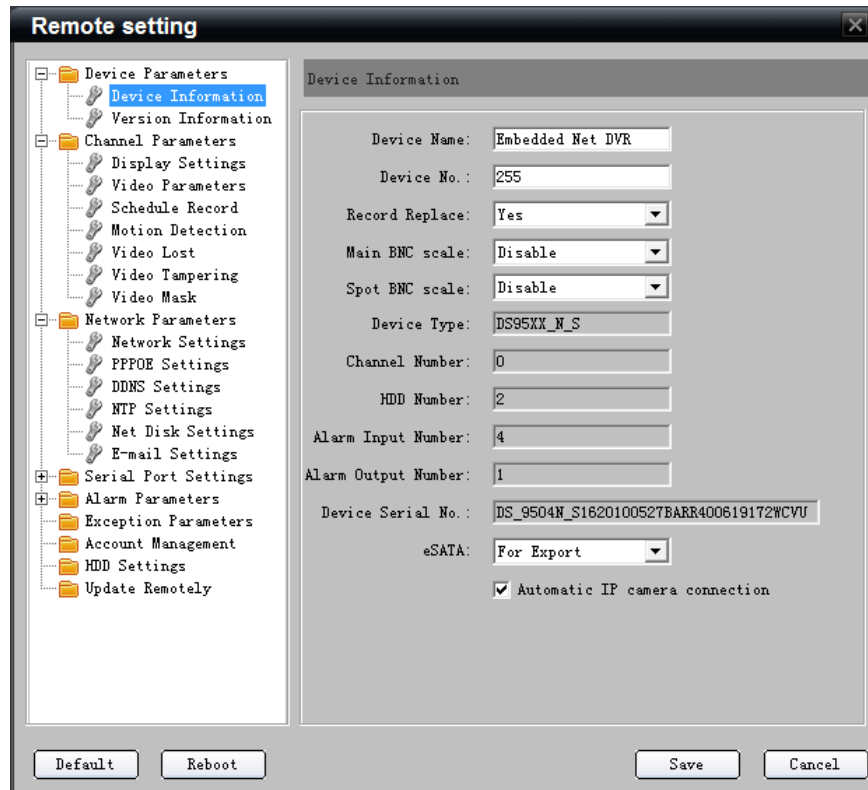 Remote setting
Device Parameters
Device Information
Version Information
Channel Parameters
Display Settings
Video Parameters
Schedule Record
Motion Detection
Video Lost
Video Tampering
Video Mask
Network Parameters
Network Settings
PPPOE Settings
DDNS Settings
NTP Settings
Net Disk Settings
E-mail Settings
Serial Port Settings
Alarm Parameters
Exception Parameters
Account Management
HDD Settings
Update Remotely
Device Information
Device Name: Embedded Net DVR
Device No.: 255
Record Replace: Yes
Main BNC scale: Disable
Spot BNC scale: Disable
Device Type: DS95XX_N_S
Channel Number: 0
HDD Number: 2
Alarm Input Number: 4
Alarm Output Number: 1
Device Serial No.: DS_9504N_S1620100527BARR400619172WCVU
eSATA: For Export
Automatic IP camera connection
Default Reboot Save Cancel